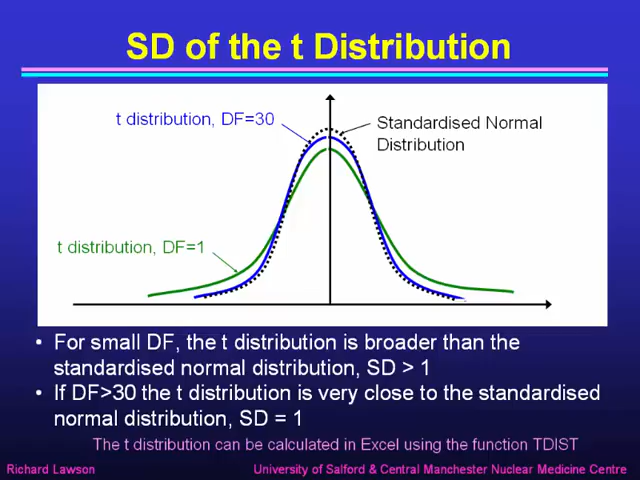 SD of the t Distribution
t distribution, DF=30
Standardised Normal
Distribution
t distribution, DF=1
• For small DF, the t distribution is broader than the
standardised normal distribution, SD > 1
• If DF>30 the t distribution is very close to the standardised
normal distribution, SD = 1
The t distribution can be calculated in Excel using the function TDIST
Richard Lawson
University of Salford & Central Manchester Nuclear Medicine Centre